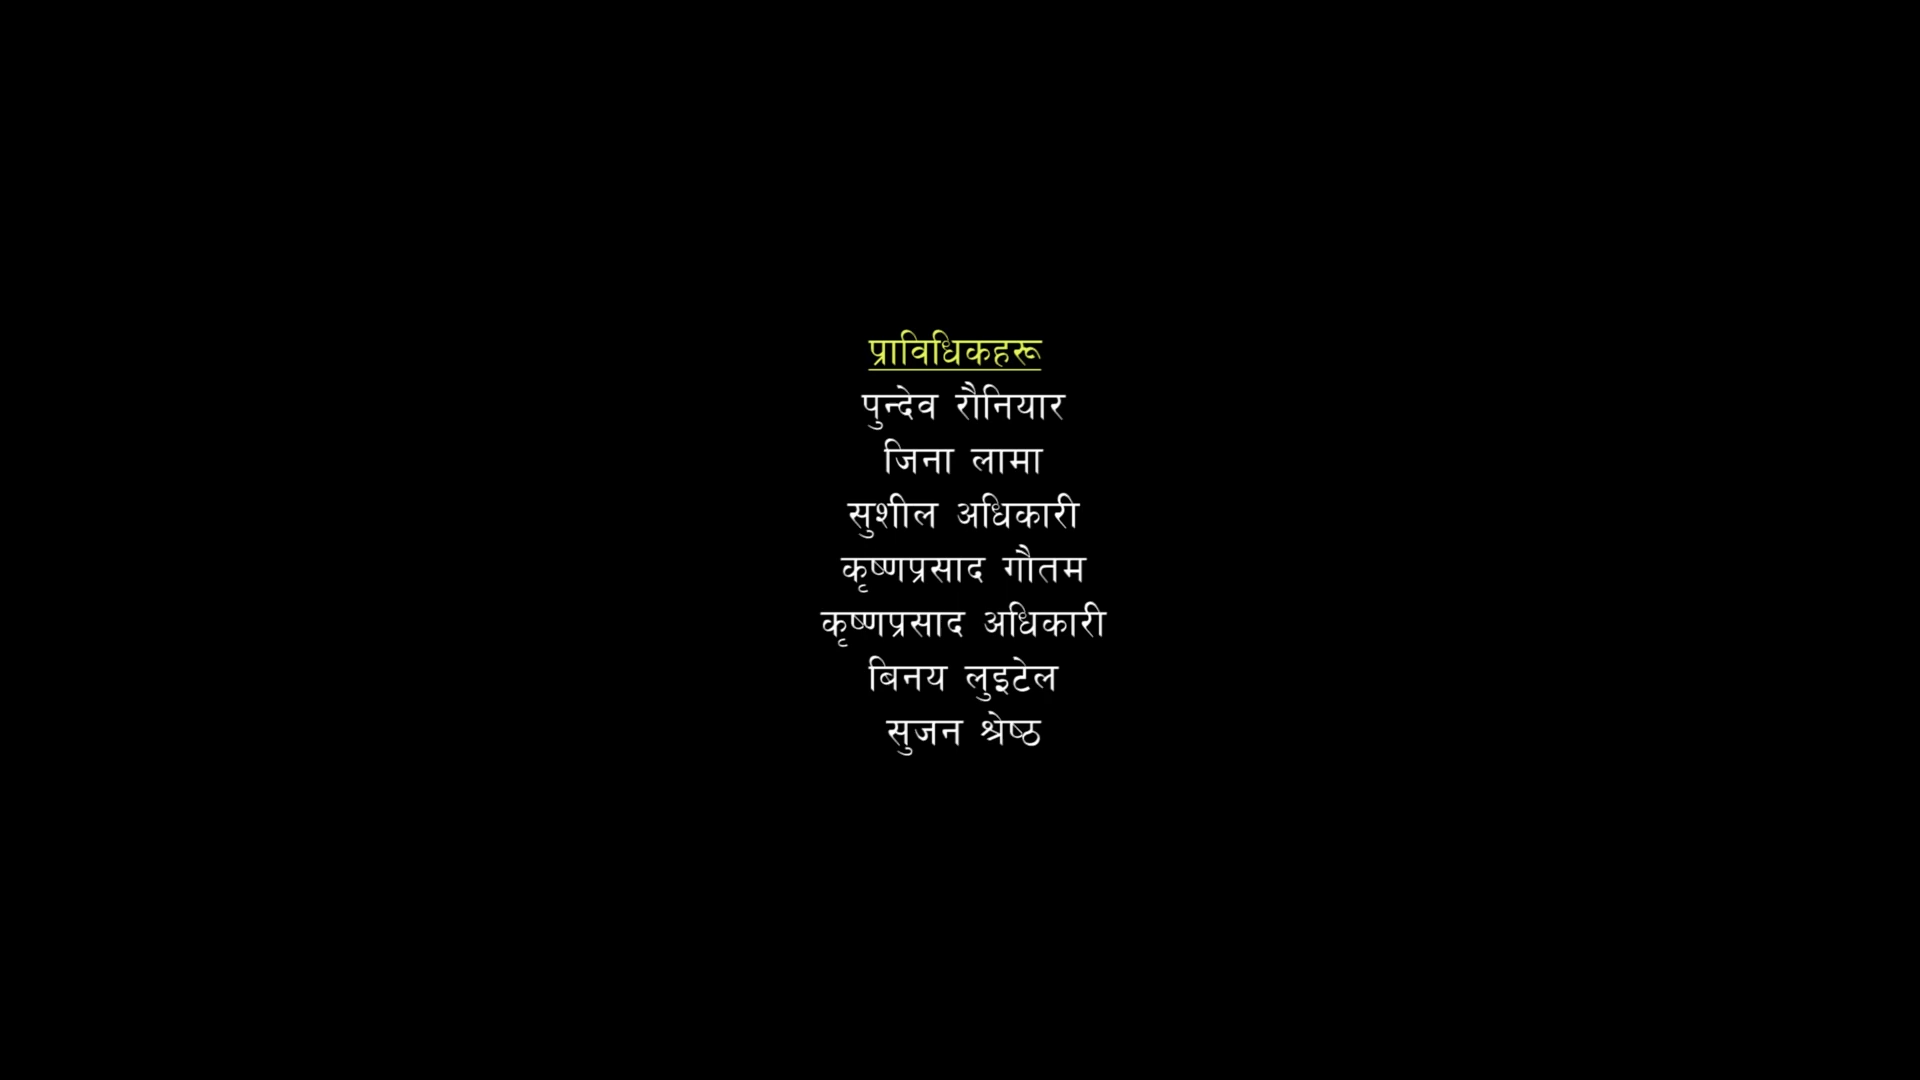 प्राविधिकहरू
पुन्देव रौनियार
जिना लामा
सुशील अधिकारी
कृष्णप्रसाद गौतम
कृष्णप्रसाद अधिकारी
बिनय लुइटेल
सुजन श्रेष्ठ